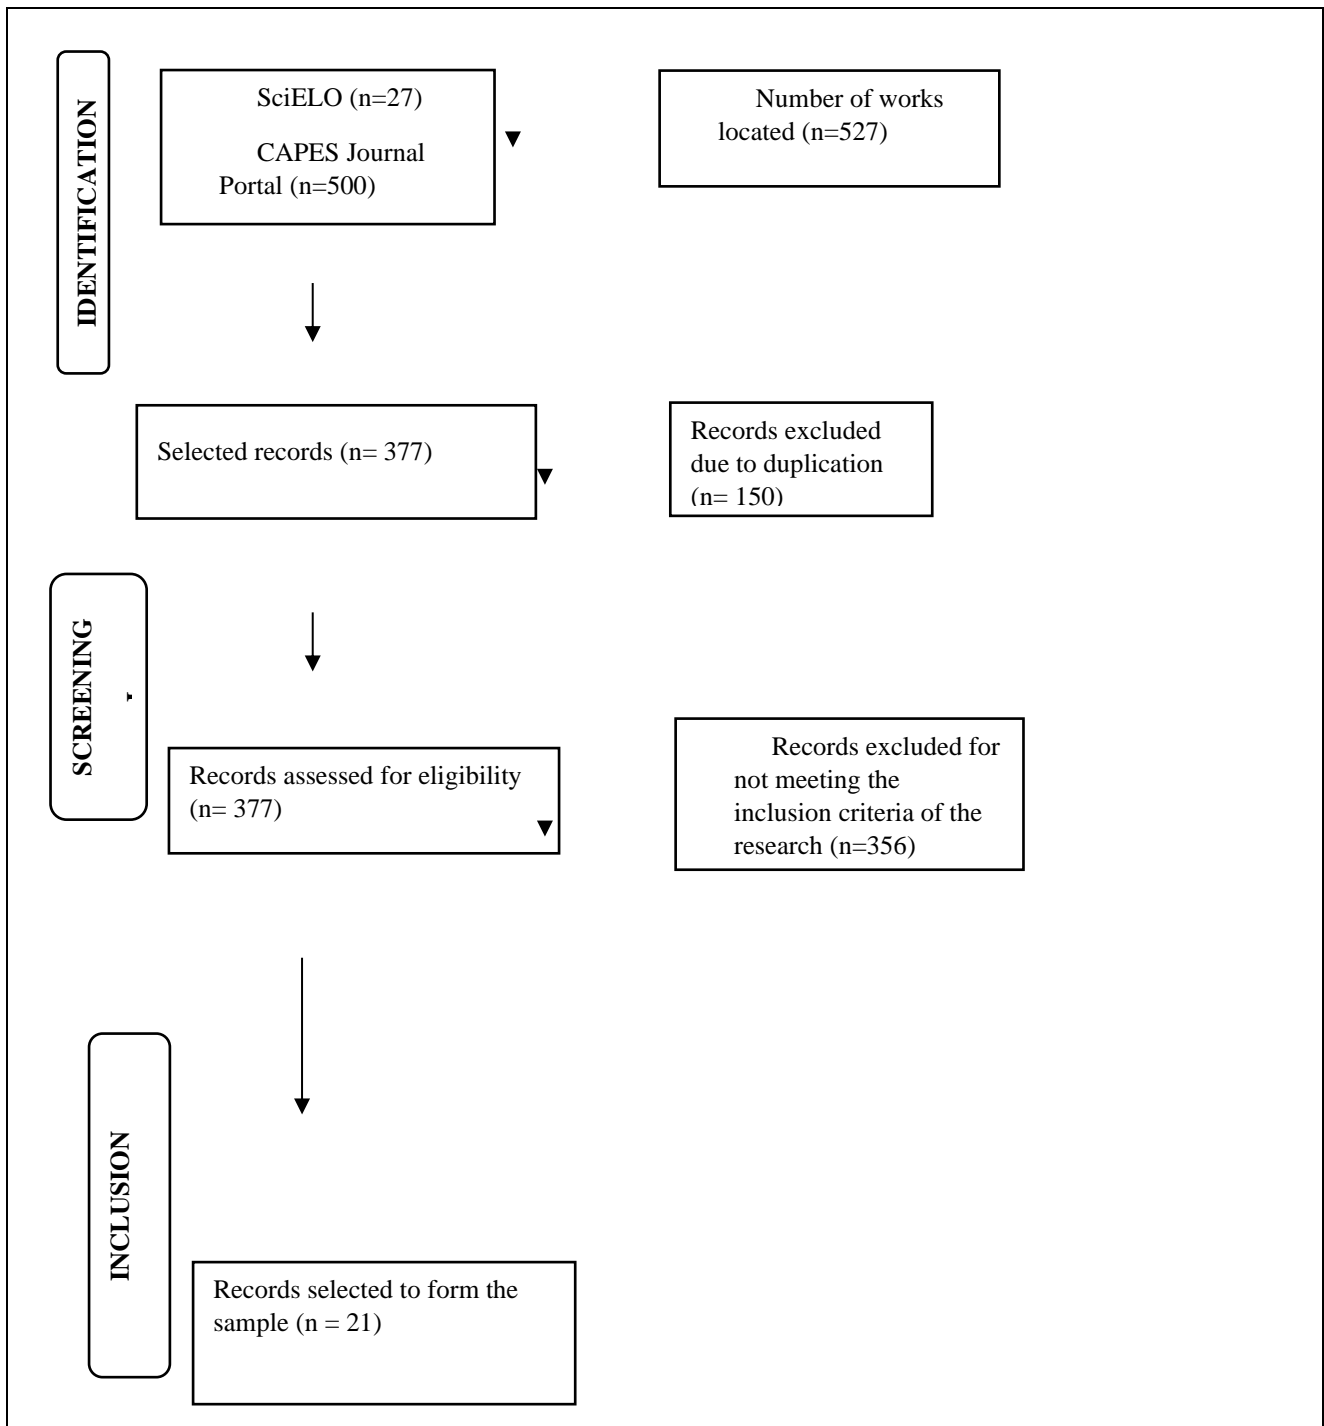 IDENTIFICATION
SciELO (n=27)
CAPES Journal
Portal (n=500)
Number of works
located (n=527)
Selected records (n= 377)
Records excluded
due to duplication
(n= 150)
SCREENING
Records assessed for eligibility
(n= 377)
Records excluded for
not meeting the
inclusion criteria of the
research (n=356)
INCLUSION
Records selected to form the
sample (n = 21)